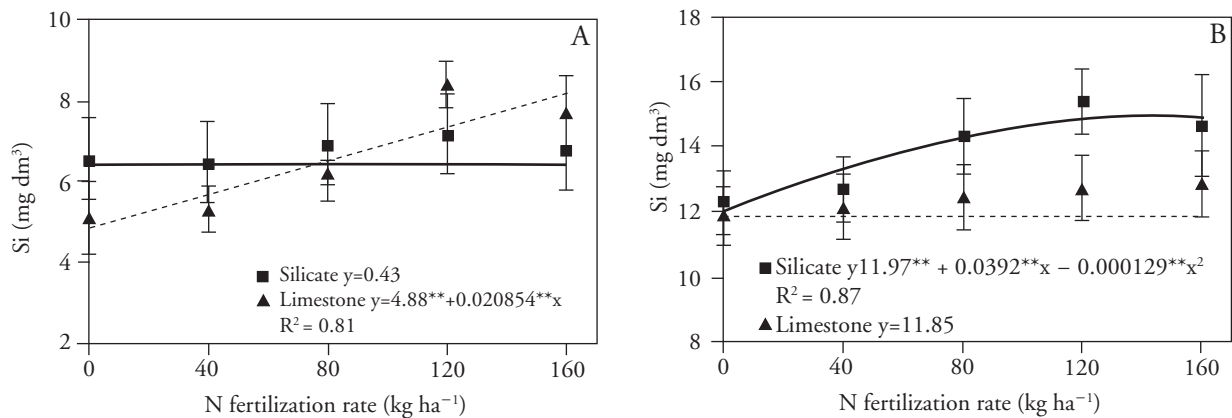 A
10
8
6
4
2
Si (mg dm³)
Silicate y=0.43
Limestone y=4.88**+0.020854**x
R² = 0.81
0 40 80 120 160
N fertilization rate (kg ha⁻¹)
B
18
16
14
12
10
8
Si (mg dm³)
Silicate y11.97** + 0.0392**x − 0.000129**x²
R² = 0.87
Limestone y=11.85
0 40 80 120 160
N fertilization rate (kg ha⁻¹)